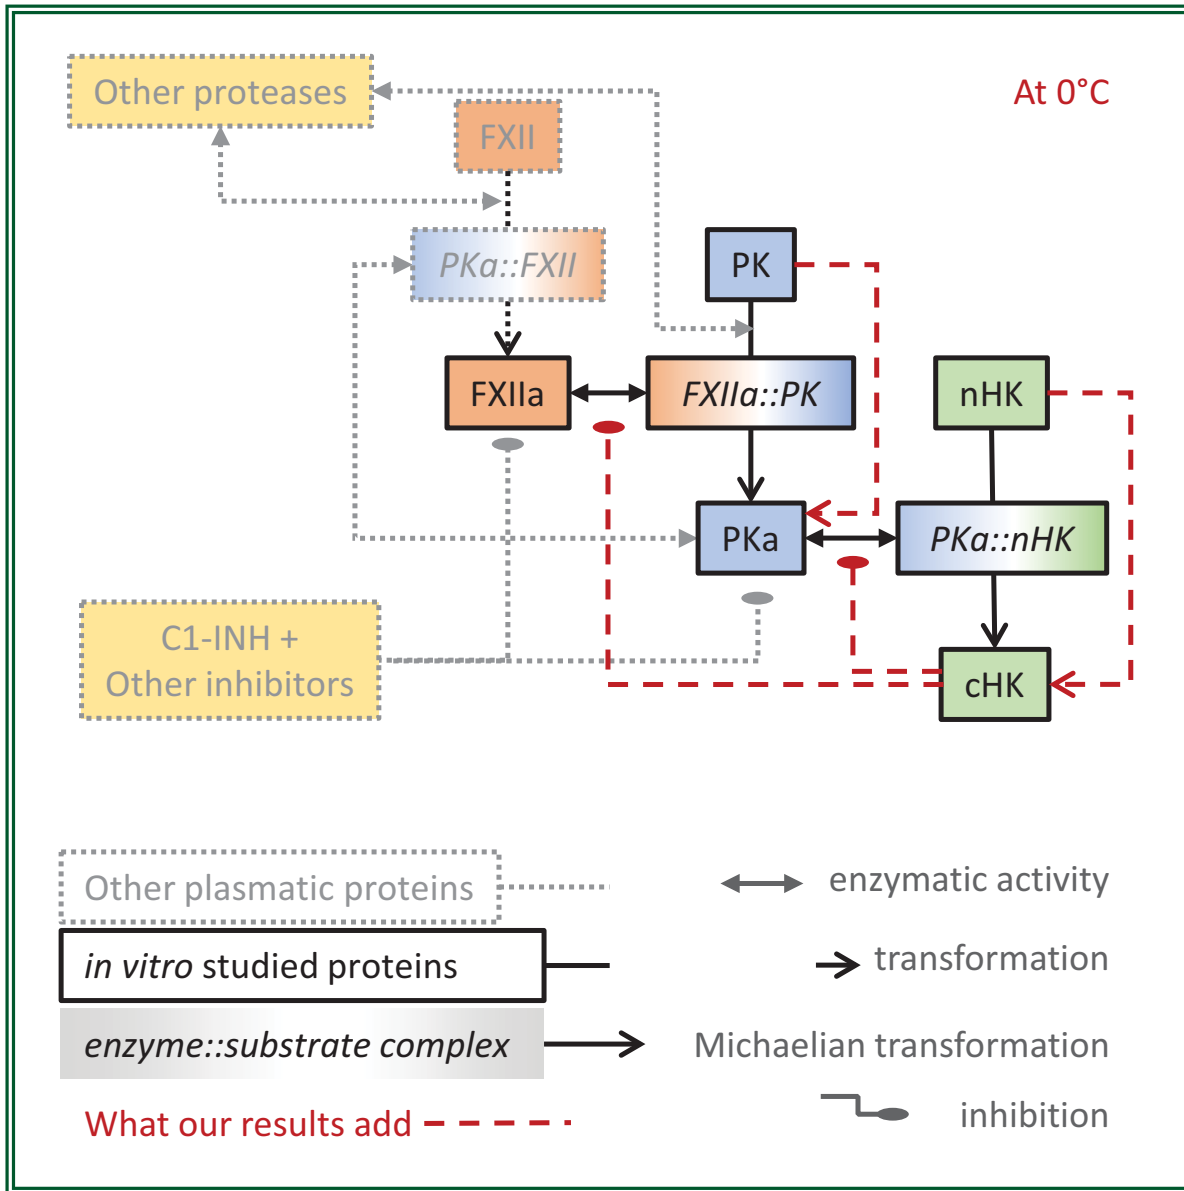 Other proteases
At 0°C
FXII
PKa::FXII
PK
FXIIa
FXIIa::PK
nHK
PKa
PKa::nHK
C1-INH +
Other inhibitors
cHK
Other plasmatic proteins
enzymatic activity
in vitro studied proteins
transformation
enzyme::substrate complex
Michaelian transformation
What our results add
inhibition